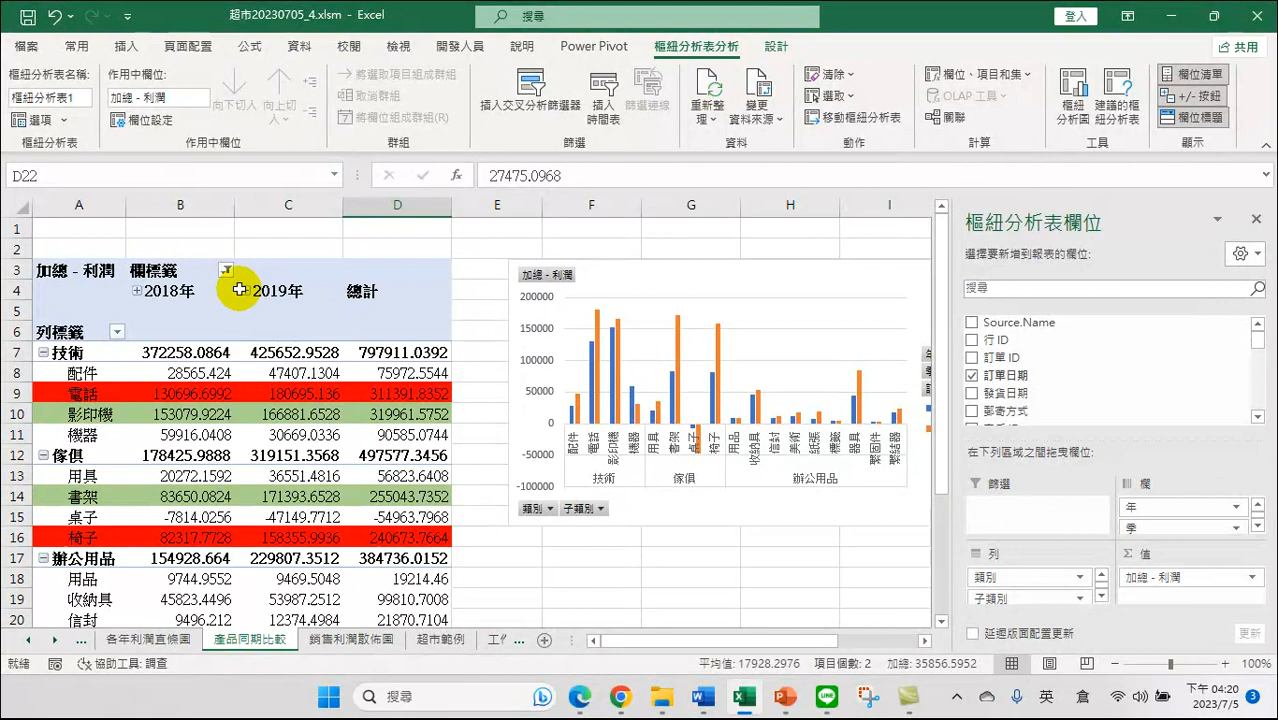 超市20230705_4.xlsm - Excel
搜尋
登入
檔案 常用 插入 頁面配置 公式 資料 校閱 檢視 開發人員 說明 Power Pivot 樞紐分析表分析 設計 共用
樞紐分析表名稱:
樞紐分析表1
選項
樞紐分析表
作用中欄位:
加總 - 利潤
欄位設定
向下切入
向上切入
作用中欄位
將選取項目組成群組
取消群組
將欄位組成群組(R)
群組
插入交叉分析篩選器
插入時間表
篩選連線
篩選
重新整理
變更資料來源
資料
清除
選取
移動樞紐分析表
動作
欄位、項目和集
OLAP 工具
關聯
計算
樞紐分析圖
建議的樞紐分析表
工具
欄位清單
+/- 按鈕
欄位標題
顯示
D22
fx
27475.0968
A B C D E F G H I
1
2
3 加總 - 利潤 欄標籤
4 2018年 2019年 總計
5
6 列標籤
7 技術 372258.0864 425652.9528 797911.0392
8 配件 28565.424 47407.1304 75972.5544
9 電話 130696.6992 180695.136 311391.8352
10 影印機 153079.9224 166881.6528 319961.5752
11 機器 59916.0408 30669.0336 90585.0744
12 傢俱 178425.9888 319151.3568 497577.3456
13 用具 20272.1592 36551.4816 56823.6408
14 書架 83650.0824 171393.6528 255043.7352
15 桌子 -7814.0256 -47149.7712 -54963.7968
16 椅子 82317.7728 158355.9936 240673.7664
17 辦公用品 154928.664 229807.3512 384736.0152
18 用品 9744.9552 9469.5048 19214.46
19 收納具 45823.4496 53987.2512 99810.7008
20 信封 9496.212 12374.4984 21870.7104
加總 - 利潤
200000
150000
100000
50000
0
-50000
-100000
配件 電話 影印機 機器 用具 書架 桌子 椅子 用品 收納具 信封 美術 紙張 標籤 器具 繫固件 裝結器
技術 傢俱 辦公用品
類別 子類別
樞紐分析表欄位
選擇要新增到報表的欄位:
搜尋
Source.Name
行 ID
訂單 ID
訂單日期
發貨日期
郵寄方式
在下列區域之間拖曳欄位:
篩選
欄
年
季
列
類別
子類別
值
加總 - 利潤
延遲版面配置更新
更新
... 各年利潤直條圖 產品同期比較 銷售利潤散佈圖 超市範例 工作 ...
就緒 協助工具: 調查 平均值: 17928.2976 項目個數: 2 加總: 35856.5952 100%
搜尋
英 倉
下午 04:20
2023/7/5
3